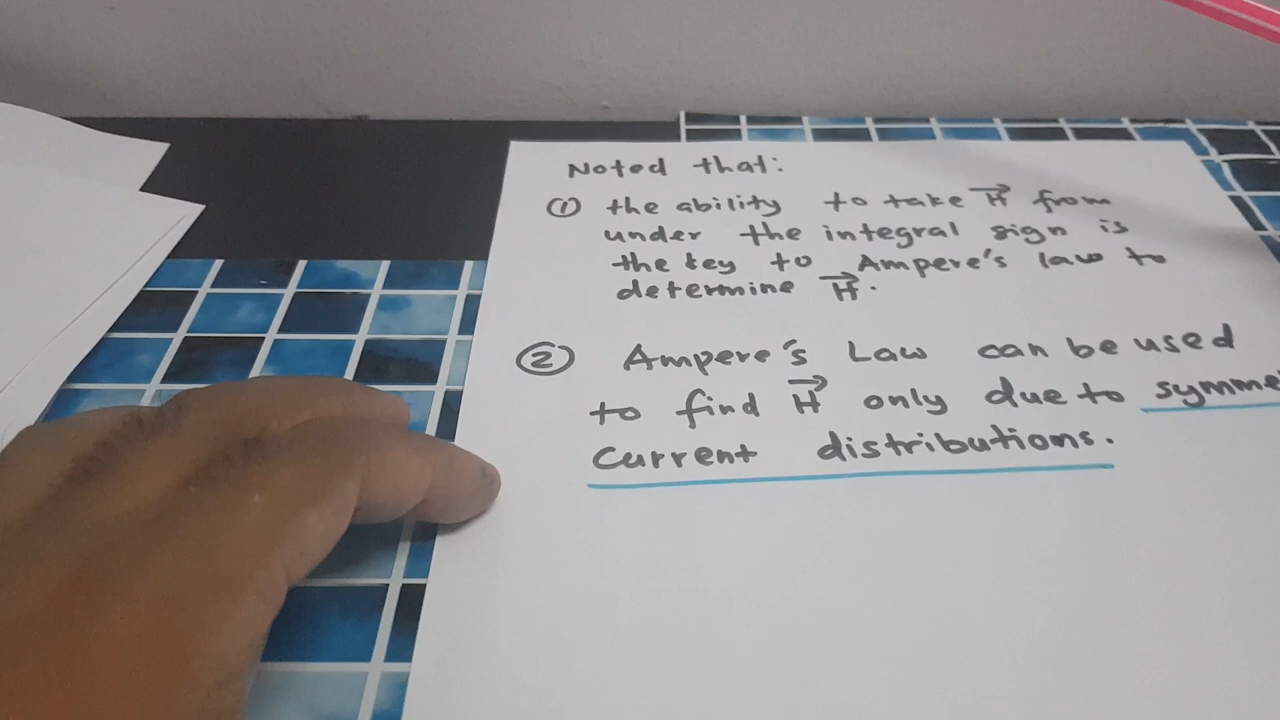 Noted that:
① the ability to take H⃗ from
under the integral sign is
the key to Ampere's law to
determine H⃗.
② Ampere's Law can be used
to find H⃗ only due to symme
current distributions.